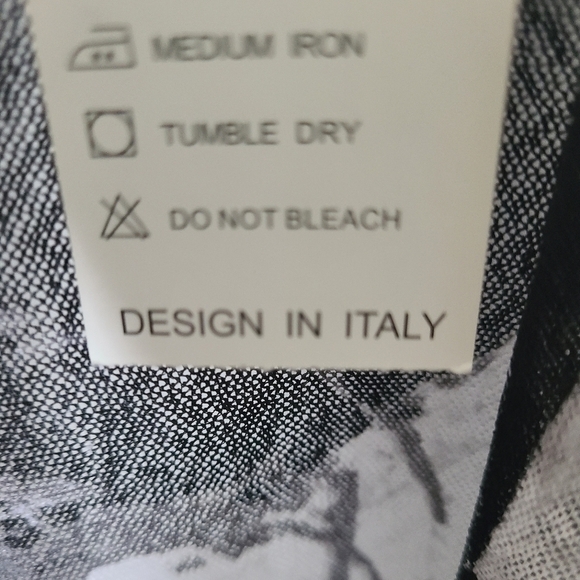 MEDIUM IRON
TUMBLE DRY
DO NOT BLEACH
DESIGN IN ITALY